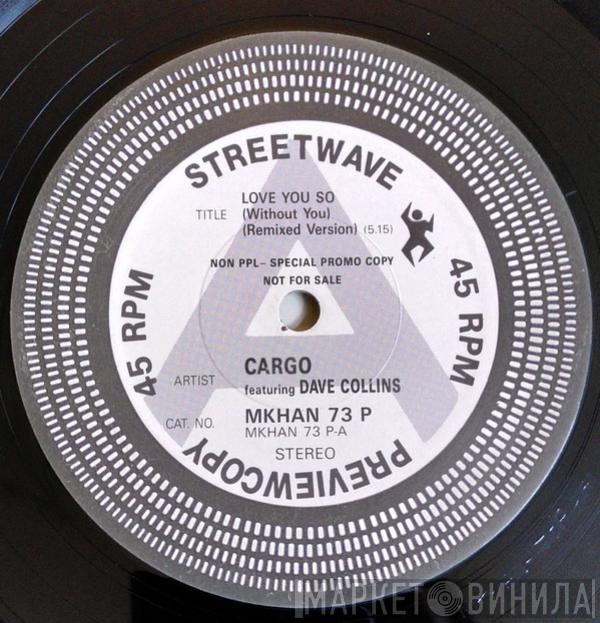 STREETWAVE
LOVE YOU SO
TITLE (Without You)
(Remixed Version) (5.15)
NON PPL– SPECIAL PROMO COPY
NOT FOR SALE
45 RPM
45 RPM
CARGO
ARTIST featuring DAVE COLLINS
CAT. NO. MKHAN 73 P
MKHAN 73 P-A
STEREO
PREVIEWCOPY
A
МАРКЕТ ВИНИЛА